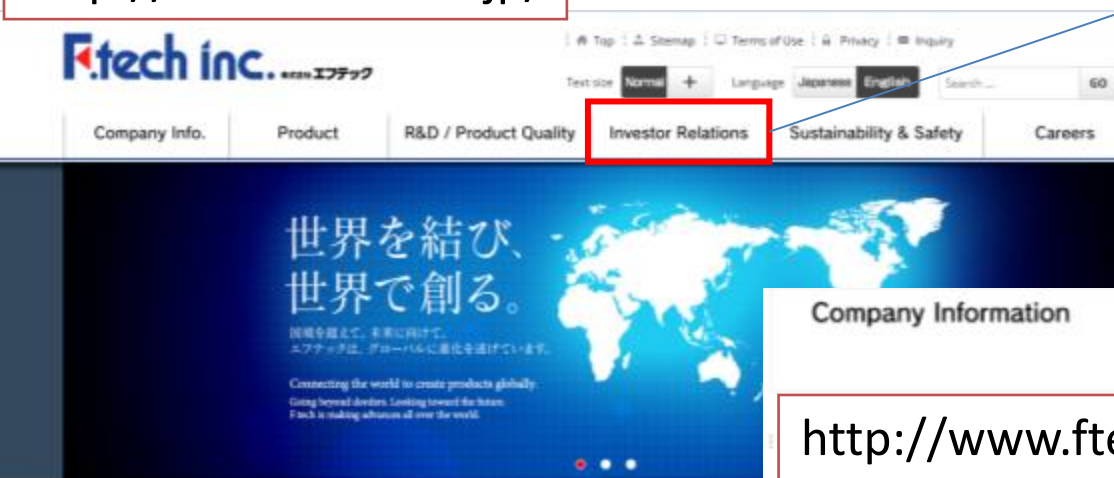 F.tech inc. 株式会社エフテック
Top Sitemap Terms of Use Privacy Inquiry
Text size Normal + Language Japanese English Search ... GO
Company Info. Product R&D / Product Quality Investor Relations Sustainability & Safety Careers
世界を結び、
世界で創る。
国境を越えて、未来に向けて。
エフテックは、グローバルに進化を遂げています。
Connecting the world to create products globally.
Going beyond borders. Looking toward the future.
F.tech is making advances all over the world.
Company Information
http://www.fte